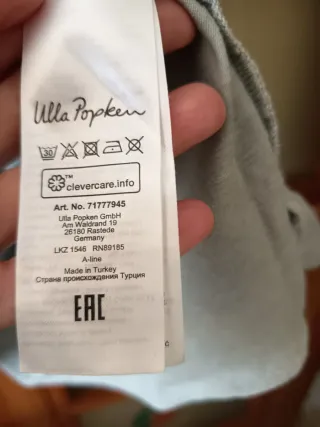 Ulla Popken
30
clevercare.info
Art. No. 71777945
Ulla Popken GmbH
Am Waldrand 19
26180 Rastede
Germany
LKZ 1546 RN89185
A-line
Made in Turkey
Страна происхождения Турция
EAC